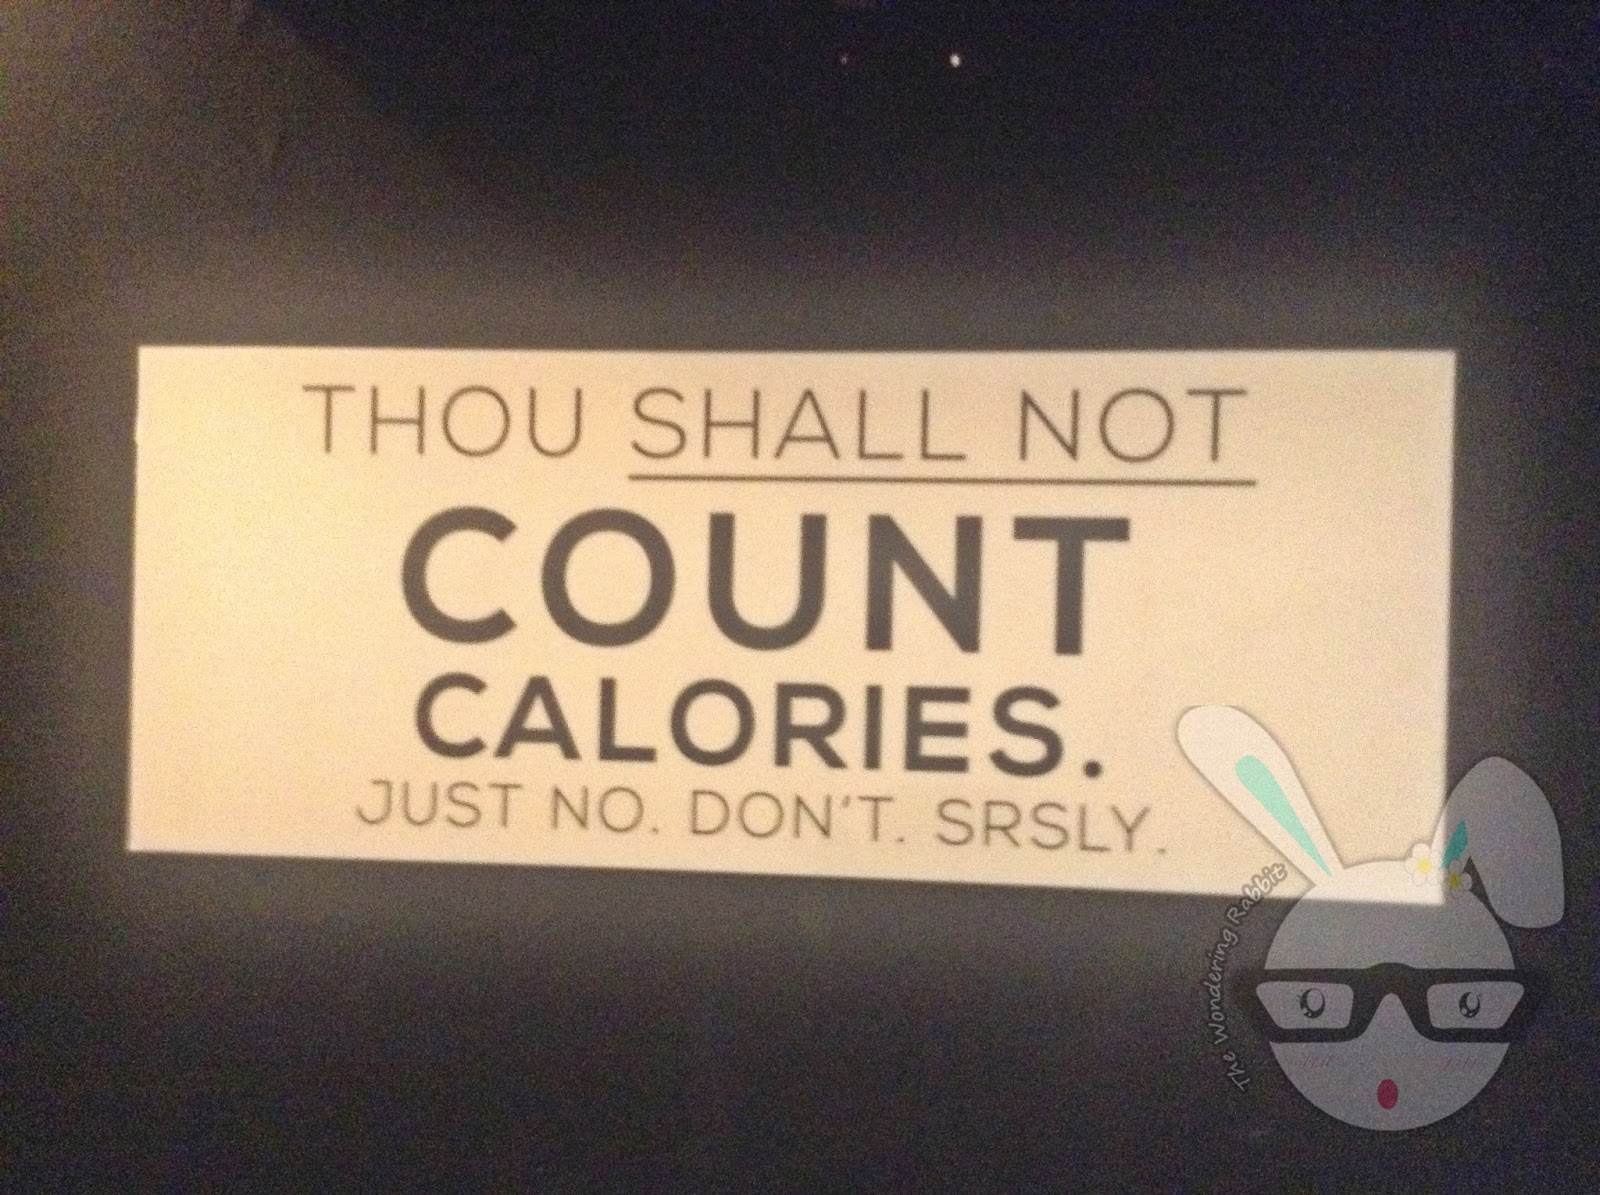 THOU SHALL NOT
COUNT
CALORIES.
JUST NO. DON'T. SRSLY.
The Wondering Rabbit